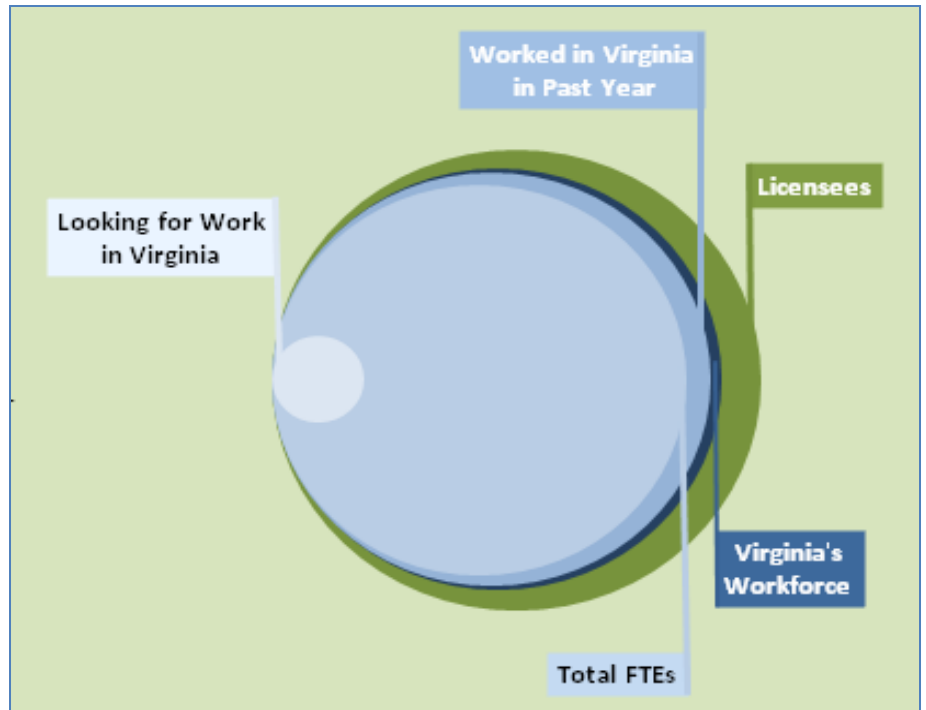 Worked in Virginia
in Past Year
Licensees
Looking for Work
in Virginia
Virginia's
Workforce
Total FTEs